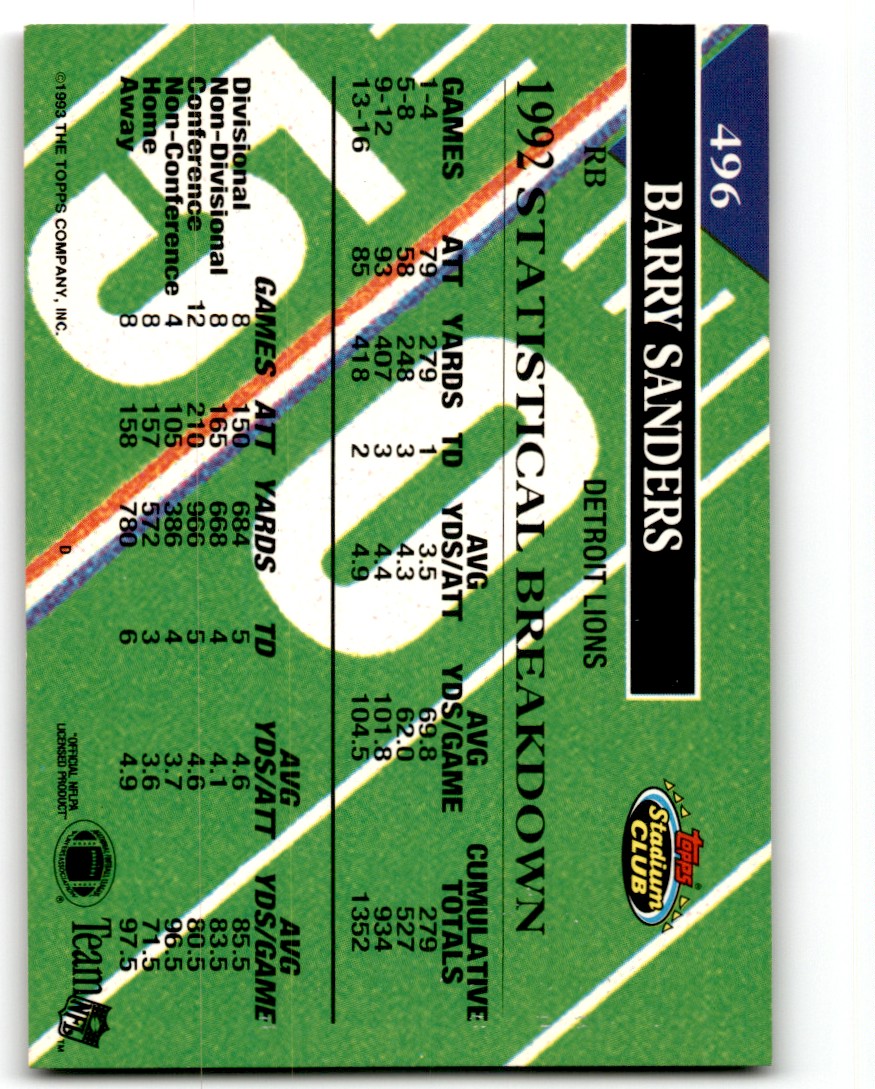 496
BARRY SANDERS
RB DETROIT LIONS
topps
Stadium
CLUB
1992 STATISTICAL BREAKDOWN
AVG AVG CUMULATIVE
GAMES ATT YARDS TD YDS/ATT YDS/GAME TOTALS
1-4 79 279 1 3.5 69.8 279
5-8 58 248 3 4.3 62.0 527
9-12 93 407 3 4.4 101.8 934
13-16 85 418 2 4.9 104.5 1352
AVG AVG
GAMES ATT YARDS TD YDS/ATT YDS/GAME
Divisional 8 150 684 5 4.6 85.5
Non-Divisional 8 165 668 4 4.1 83.5
Conference 12 210 966 5 4.6 80.5
Non-Conference 4 105 386 4 3.7 96.5
Home 8 157 572 3 3.6 71.5
Away 8 158 780 6 4.9 97.5
50
©1993 THE TOPPS COMPANY, INC.
D
"OFFICIAL NFLPA
LICENSED PRODUCT"
®
Team NFL™